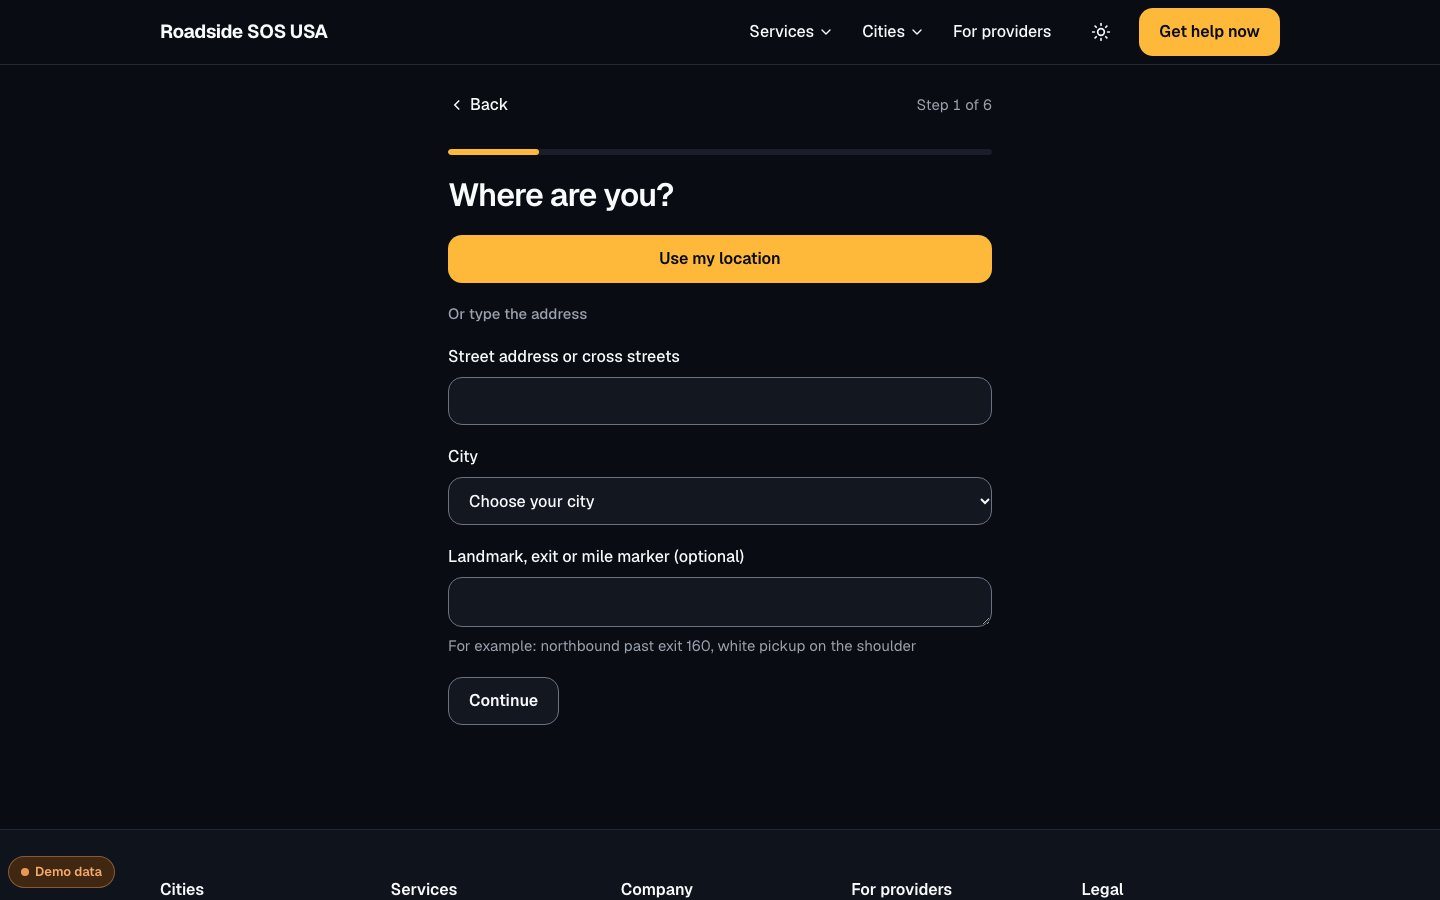 Roadside SOS USA
Services
Cities
For providers
Get help now
Back
Step 1 of 6
Where are you?
Use my location
Or type the address
Street address or cross streets
City
Choose your city
Landmark, exit or mile marker (optional)
For example: northbound past exit 160, white pickup on the shoulder
Continue
Demo data
Cities
Services
Company
For providers
Legal